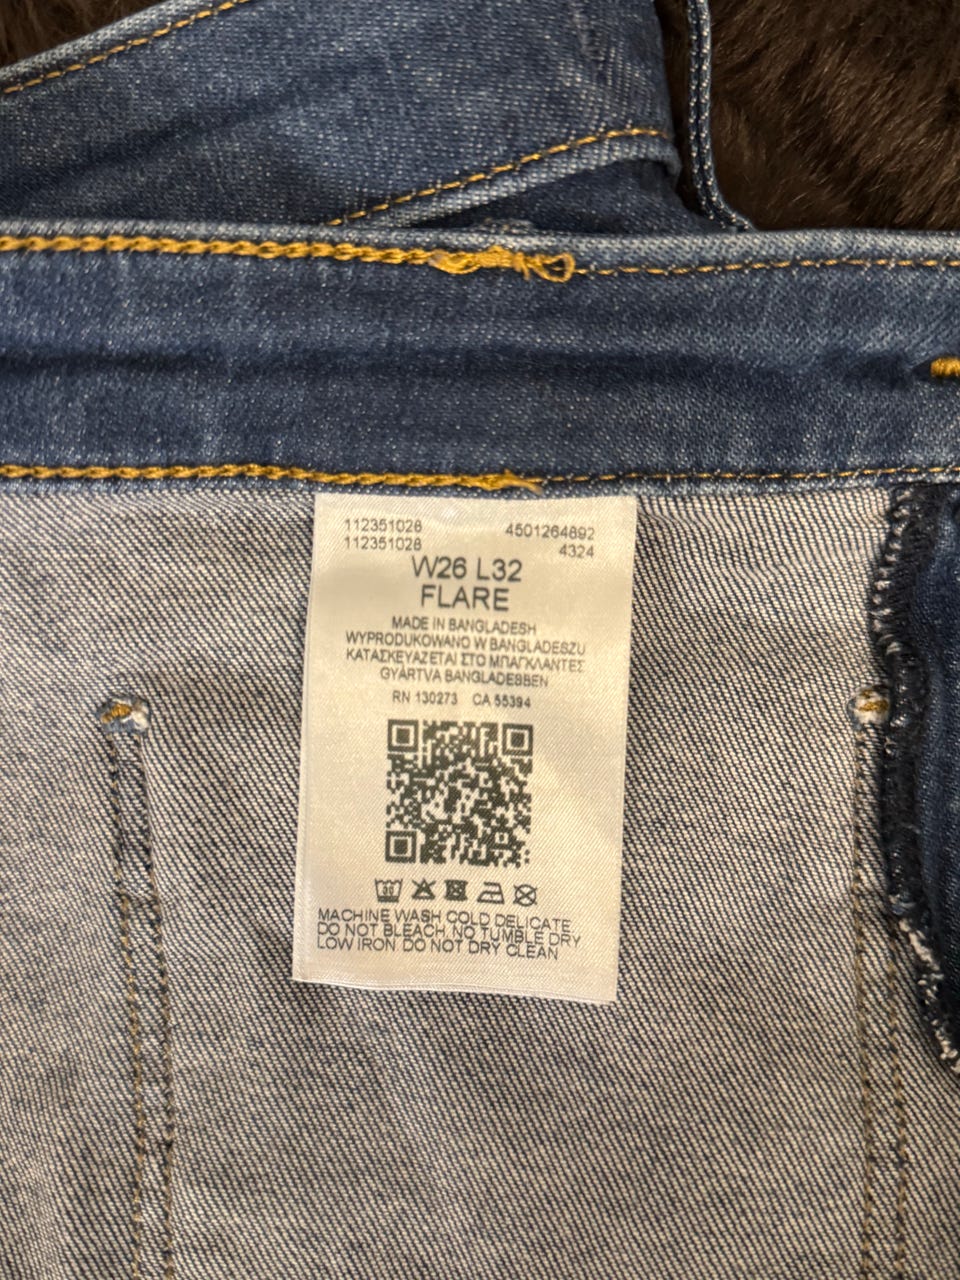 112351028 4501264892
112351028 4324
W26 L32
FLARE
MADE IN BANGLADESH
WYPRODUKOWANO W BANGLADESZU
ΚΑΤΑΣΚΕΥΑΖΕΤΑΙ ΣΤΟ ΜΠΑΓΚΛΑΝΤΕΣ
GYÁRTVA BANGLADESBEN
RN 130273 CA 55394
30
MACHINE WASH COLD DELICATE
DO NOT BLEACH NO TUMBLE DRY
LOW IRON DO NOT DRY CLEAN